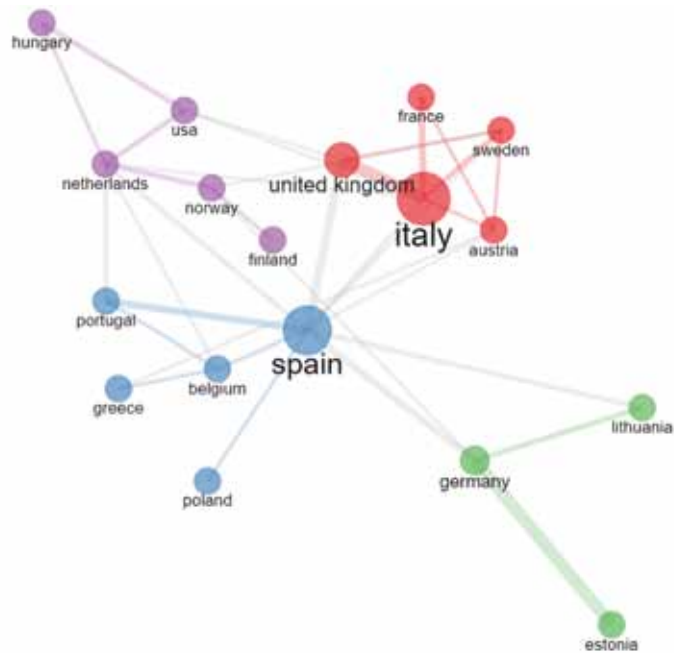 hungary
usa
france
sweden
netherlands
united kingdom
norway
italy
austria
finland
portugal
spain
belgium
greece
lithuania
germany
poland
estonia